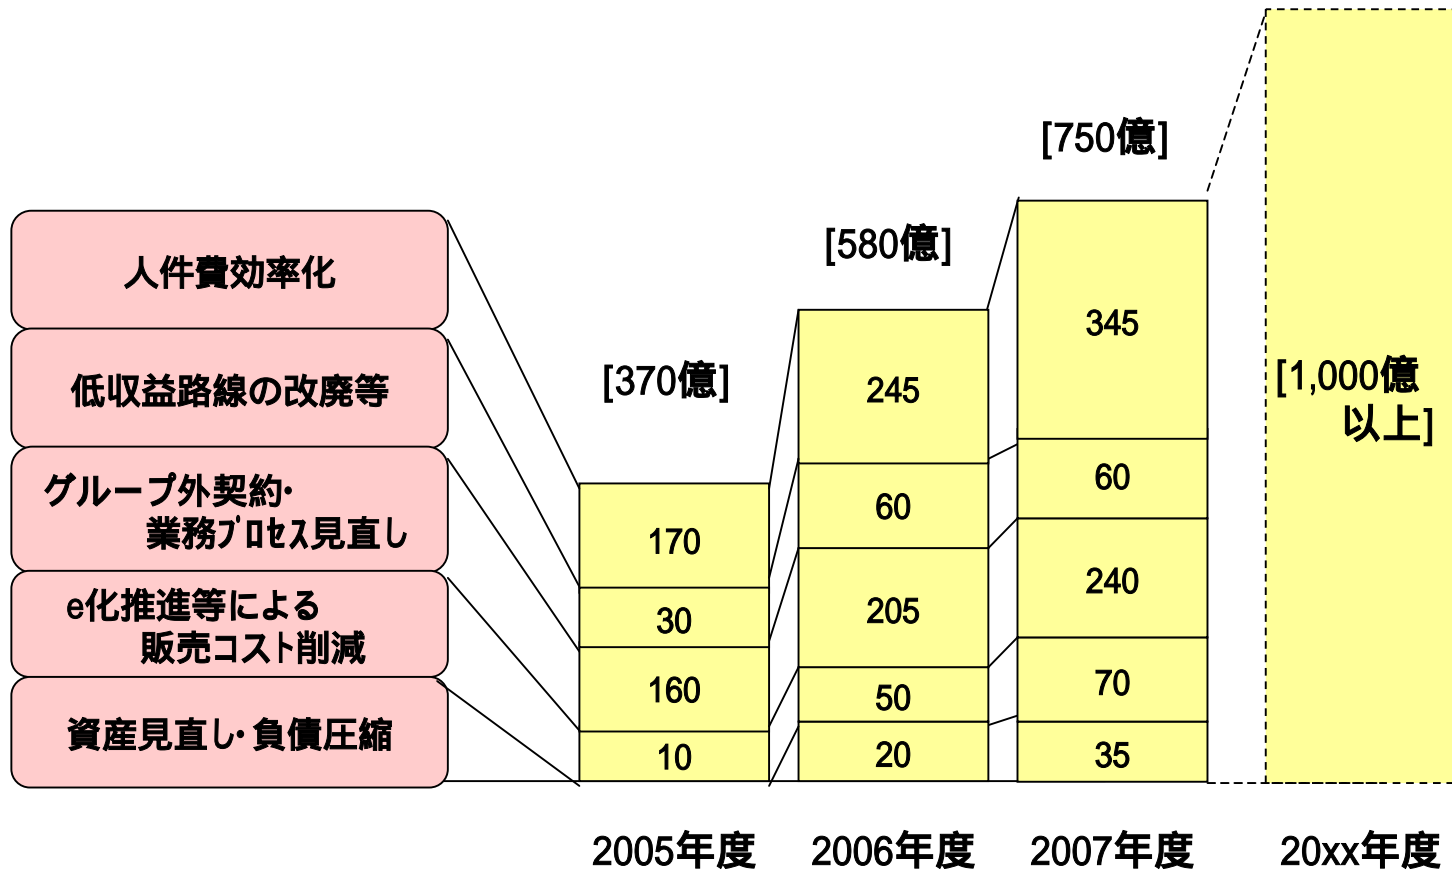 人件費効率化
低収益路線の改廃等
グループ外契約・
業務ﾌﾟﾛｾｽ見直し
e化推進等による
販売コスト削減
資産見直し・負債圧縮
[370億]
170
30
160
10
2005年度
[580億]
245
60
205
50
20
2006年度
[750億]
345
60
240
70
35
2007年度
[1,000億
以上]
20xx年度